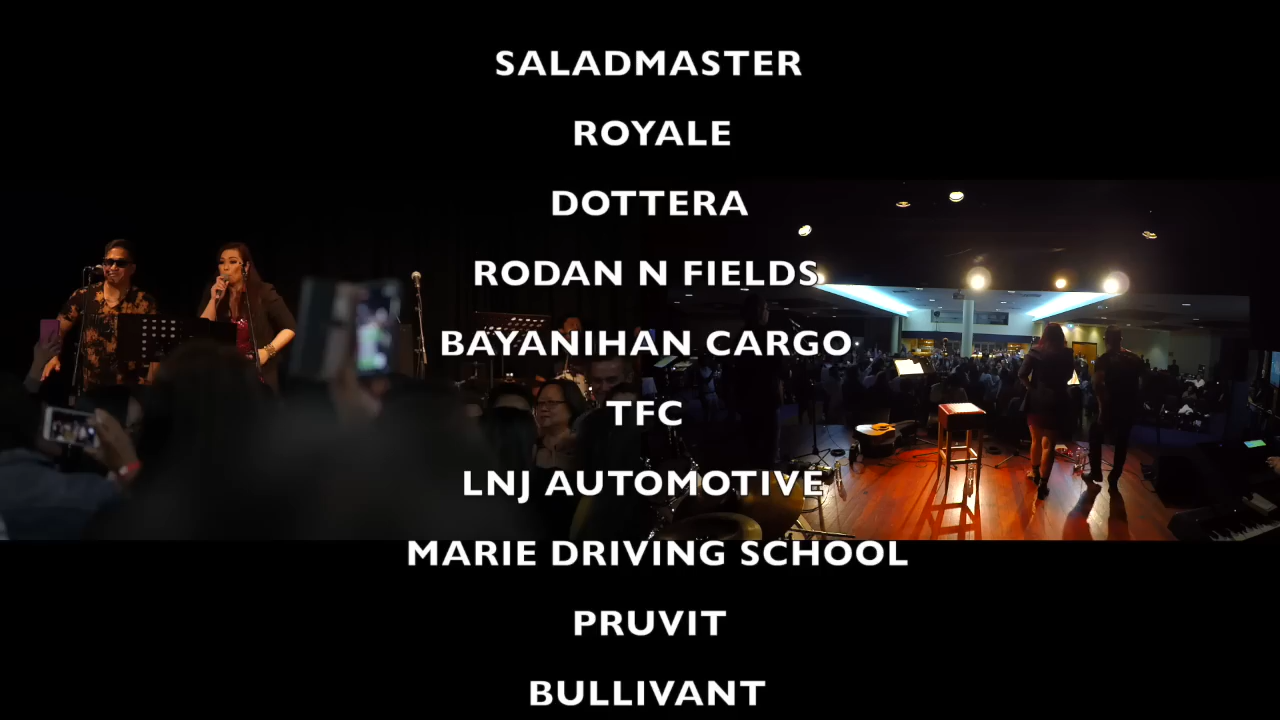 SALADMASTER
ROYALE
DOTTERA
RODAN N FIELDS
BAYANIHAN CARGO
TFC
LNJ AUTOMOTIVE
MARIE DRIVING SCHOOL
PRUVIT
BULLIVANT